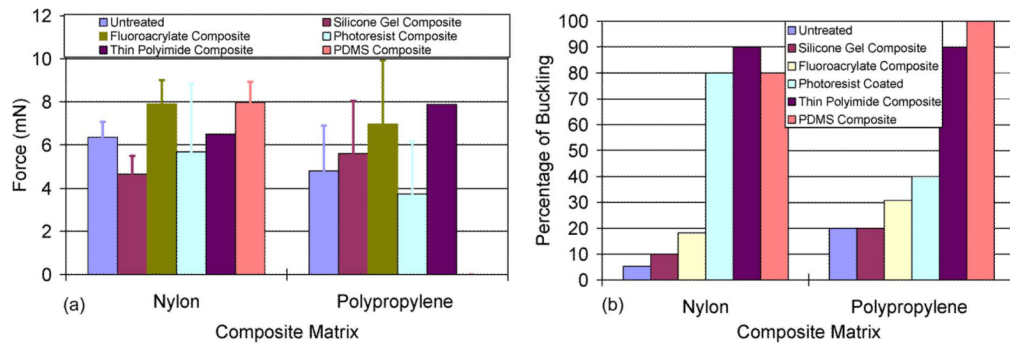 12
10
8
6
4
2
0
Force (mN)
Untreated
Silicone Gel Composite
Fluoroacrylate Composite
Photoresist Composite
Thin Polyimide Composite
PDMS Composite
(a)
Nylon
Polypropylene
Composite Matrix
100
90
80
70
60
50
40
30
20
10
0
Percentage of Buckling
Untreated
Silicone Gel Composite
Fluoroacrylate Composite
Photoresist Coated
Thin Polyimide Composite
PDMS Composite
(b)
Nylon
Polypropylene
Composite Matrix